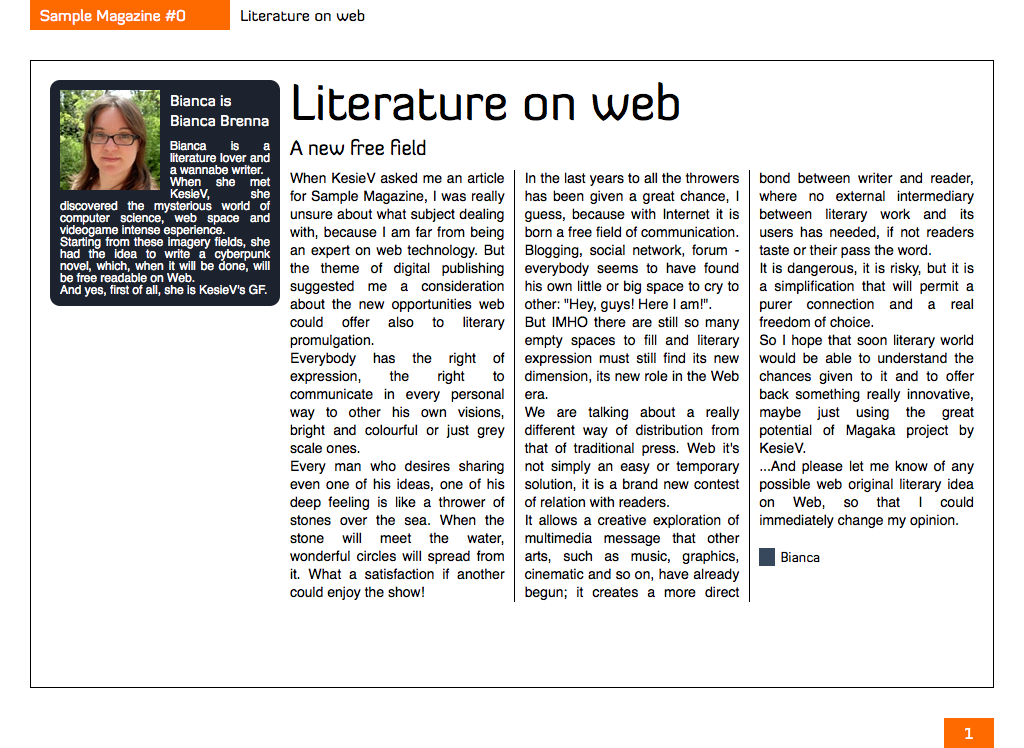 Sample Magazine #0
Literature on web
Bianca is
Bianca Brenna
Bianca is a
literature lover and
a wannabe writer.
When she met
KesieV, she
discovered the mysterious world of
computer science, web space and
videogame intense esperience.
Starting from these imagery fields, she
had the idea to write a cyberpunk
novel, which, when it will be done, will
be free readable on Web.
And yes, first of all, she is KesieV's GF.
Literature on web
A new free field
When KesieV asked me an article
for Sample Magazine, I was really
unsure about what subject dealing
with, because I am far from being
an expert on web technology. But
the theme of digital publishing
suggested me a consideration
about the new opportunities web
could offer also to literary
promulgation.
Everybody has the right of
expression, the right to
communicate in every personal
way to other his own visions,
bright and colourful or just grey
scale ones.
Every man who desires sharing
even one of his ideas, one of his
deep feeling is like a thrower of
stones over the sea. When the
stone will meet the water,
wonderful circles will spread from
it. What a satisfaction if another
could enjoy the show!
In the last years to all the throwers
has been given a great chance, I
guess, because with Internet it is
born a free field of communication.
Blogging, social network, forum -
everybody seems to have found
his own little or big space to cry to
other: "Hey, guys! Here I am!".
But IMHO there are still so many
empty spaces to fill and literary
expression must still find its new
dimension, its new role in the Web
era.
We are talking about a really
different way of distribution from
that of traditional press. Web it's
not simply an easy or temporary
solution, it is a brand new contest
of relation with readers.
It allows a creative exploration of
multimedia message that other
arts, such as music, graphics,
cinematic and so on, have already
begun; it creates a more direct
bond between writer and reader,
where no external intermediary
between literary work and its
users has needed, if not readers
taste or their pass the word.
It is dangerous, it is risky, but it is
a simplification that will permit a
purer connection and a real
freedom of choice.
So I hope that soon literary world
would be able to understand the
chances given to it and to offer
back something really innovative,
maybe just using the great
potential of Magaka project by
KesieV.
...And please let me know of any
possible web original literary idea
on Web, so that I could
immediately change my opinion.
Bianca
1